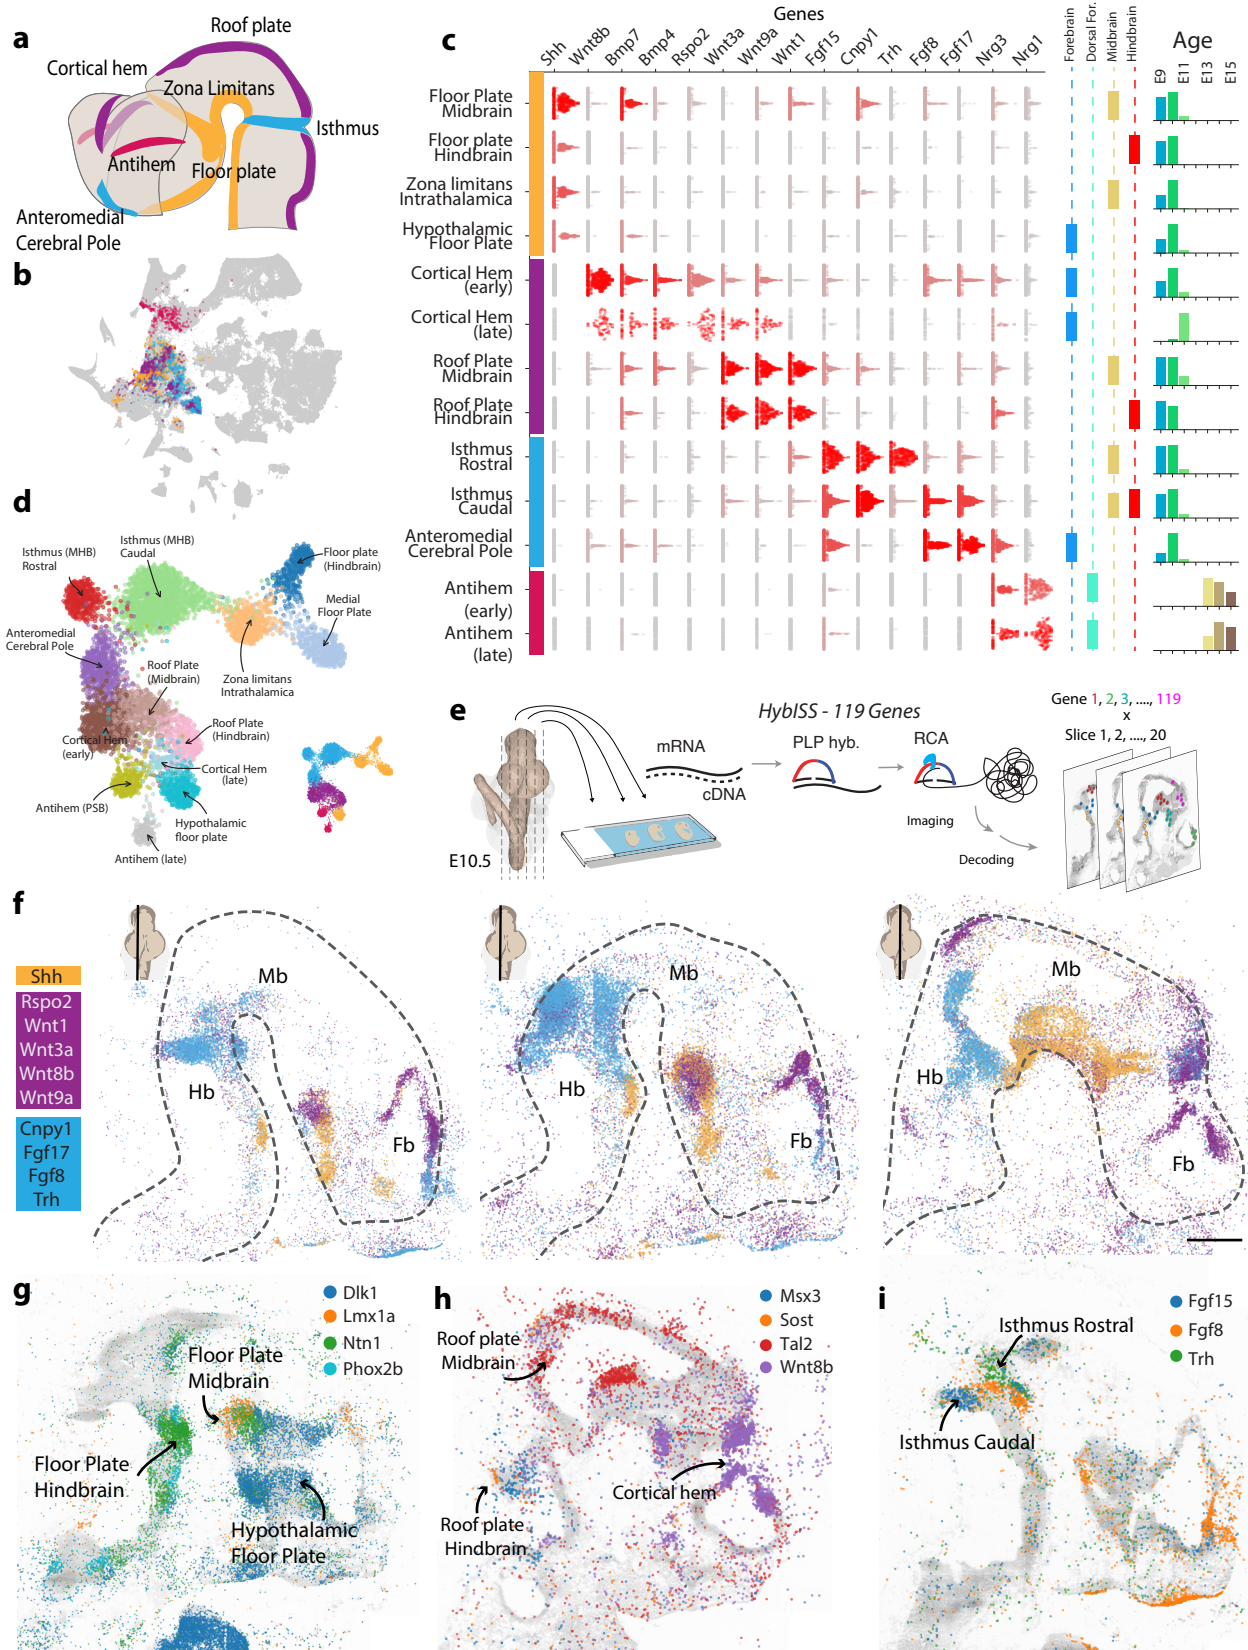 a
Roof plate
Cortical hem
Zona Limitans
Isthmus
Antihem
Floor plate
Anteromedial
Cerebral Pole
b
c
Genes
Shh
Wnt8b
Bmp7
Bmp4
Rspo2
Wnt3a
Wnt9a
Wnt1
Fgf15
Cnpy1
Trh
Fgf8
Fgf17
Nrg3
Nrg1
Forebrain
Dorsal For.
Midbrain
Hindbrain
Age
E9
E11
E13
E15
Floor Plate
Midbrain
Floor plate
Hindbrain
Zona limitans
Intrathalamica
Hypothalamic
Floor Plate
Cortical Hem
(early)
Cortical Hem
(late)
Roof Plate
Midbrain
Roof Plate
Hindbrain
Isthmus
Rostral
Isthmus
Caudal
Anteromedial
Cerebral Pole
Antihem
(early)
Antihem
(late)
d
Isthmus (MHB)
Rostral
Isthmus (MHB)
Caudal
Floor plate
(Hindbrain)
Medial
Floor Plate
Anteromedial
Cerebral Pole
Roof Plate
(Midbrain)
Zona limitans
Intrathalamica
Roof Plate
(Hindbrain)
Cortical Hem
(early)
Cortical Hem
(late)
Antihem (PSB)
Hypothalamic
floor plate
Antihem (late)
e
HybISS - 119 Genes
mRNA
cDNA
PLP hyb.
RCA
Imaging
Decoding
E10.5
Gene 1, 2, 3, ...., 119
x
Slice 1, 2, ...., 20
f
Shh
Rspo2
Wnt1
Wnt3a
Wnt8b
Wnt9a
Cnpy1
Fgf17
Fgf8
Trh
Mb
Hb
Fb
Mb
Hb
Fb
Mb
Hb
Fb
g
Dlk1
Lmx1a
Ntn1
Phox2b
Floor Plate
Midbrain
Floor Plate
Hindbrain
Hypothalamic
Floor Plate
h
Msx3
Sost
Tal2
Wnt8b
Roof plate
Midbrain
Cortical hem
Roof plate
Hindbrain
i
Fgf15
Fgf8
Trh
Isthmus Rostral
Isthmus Caudal